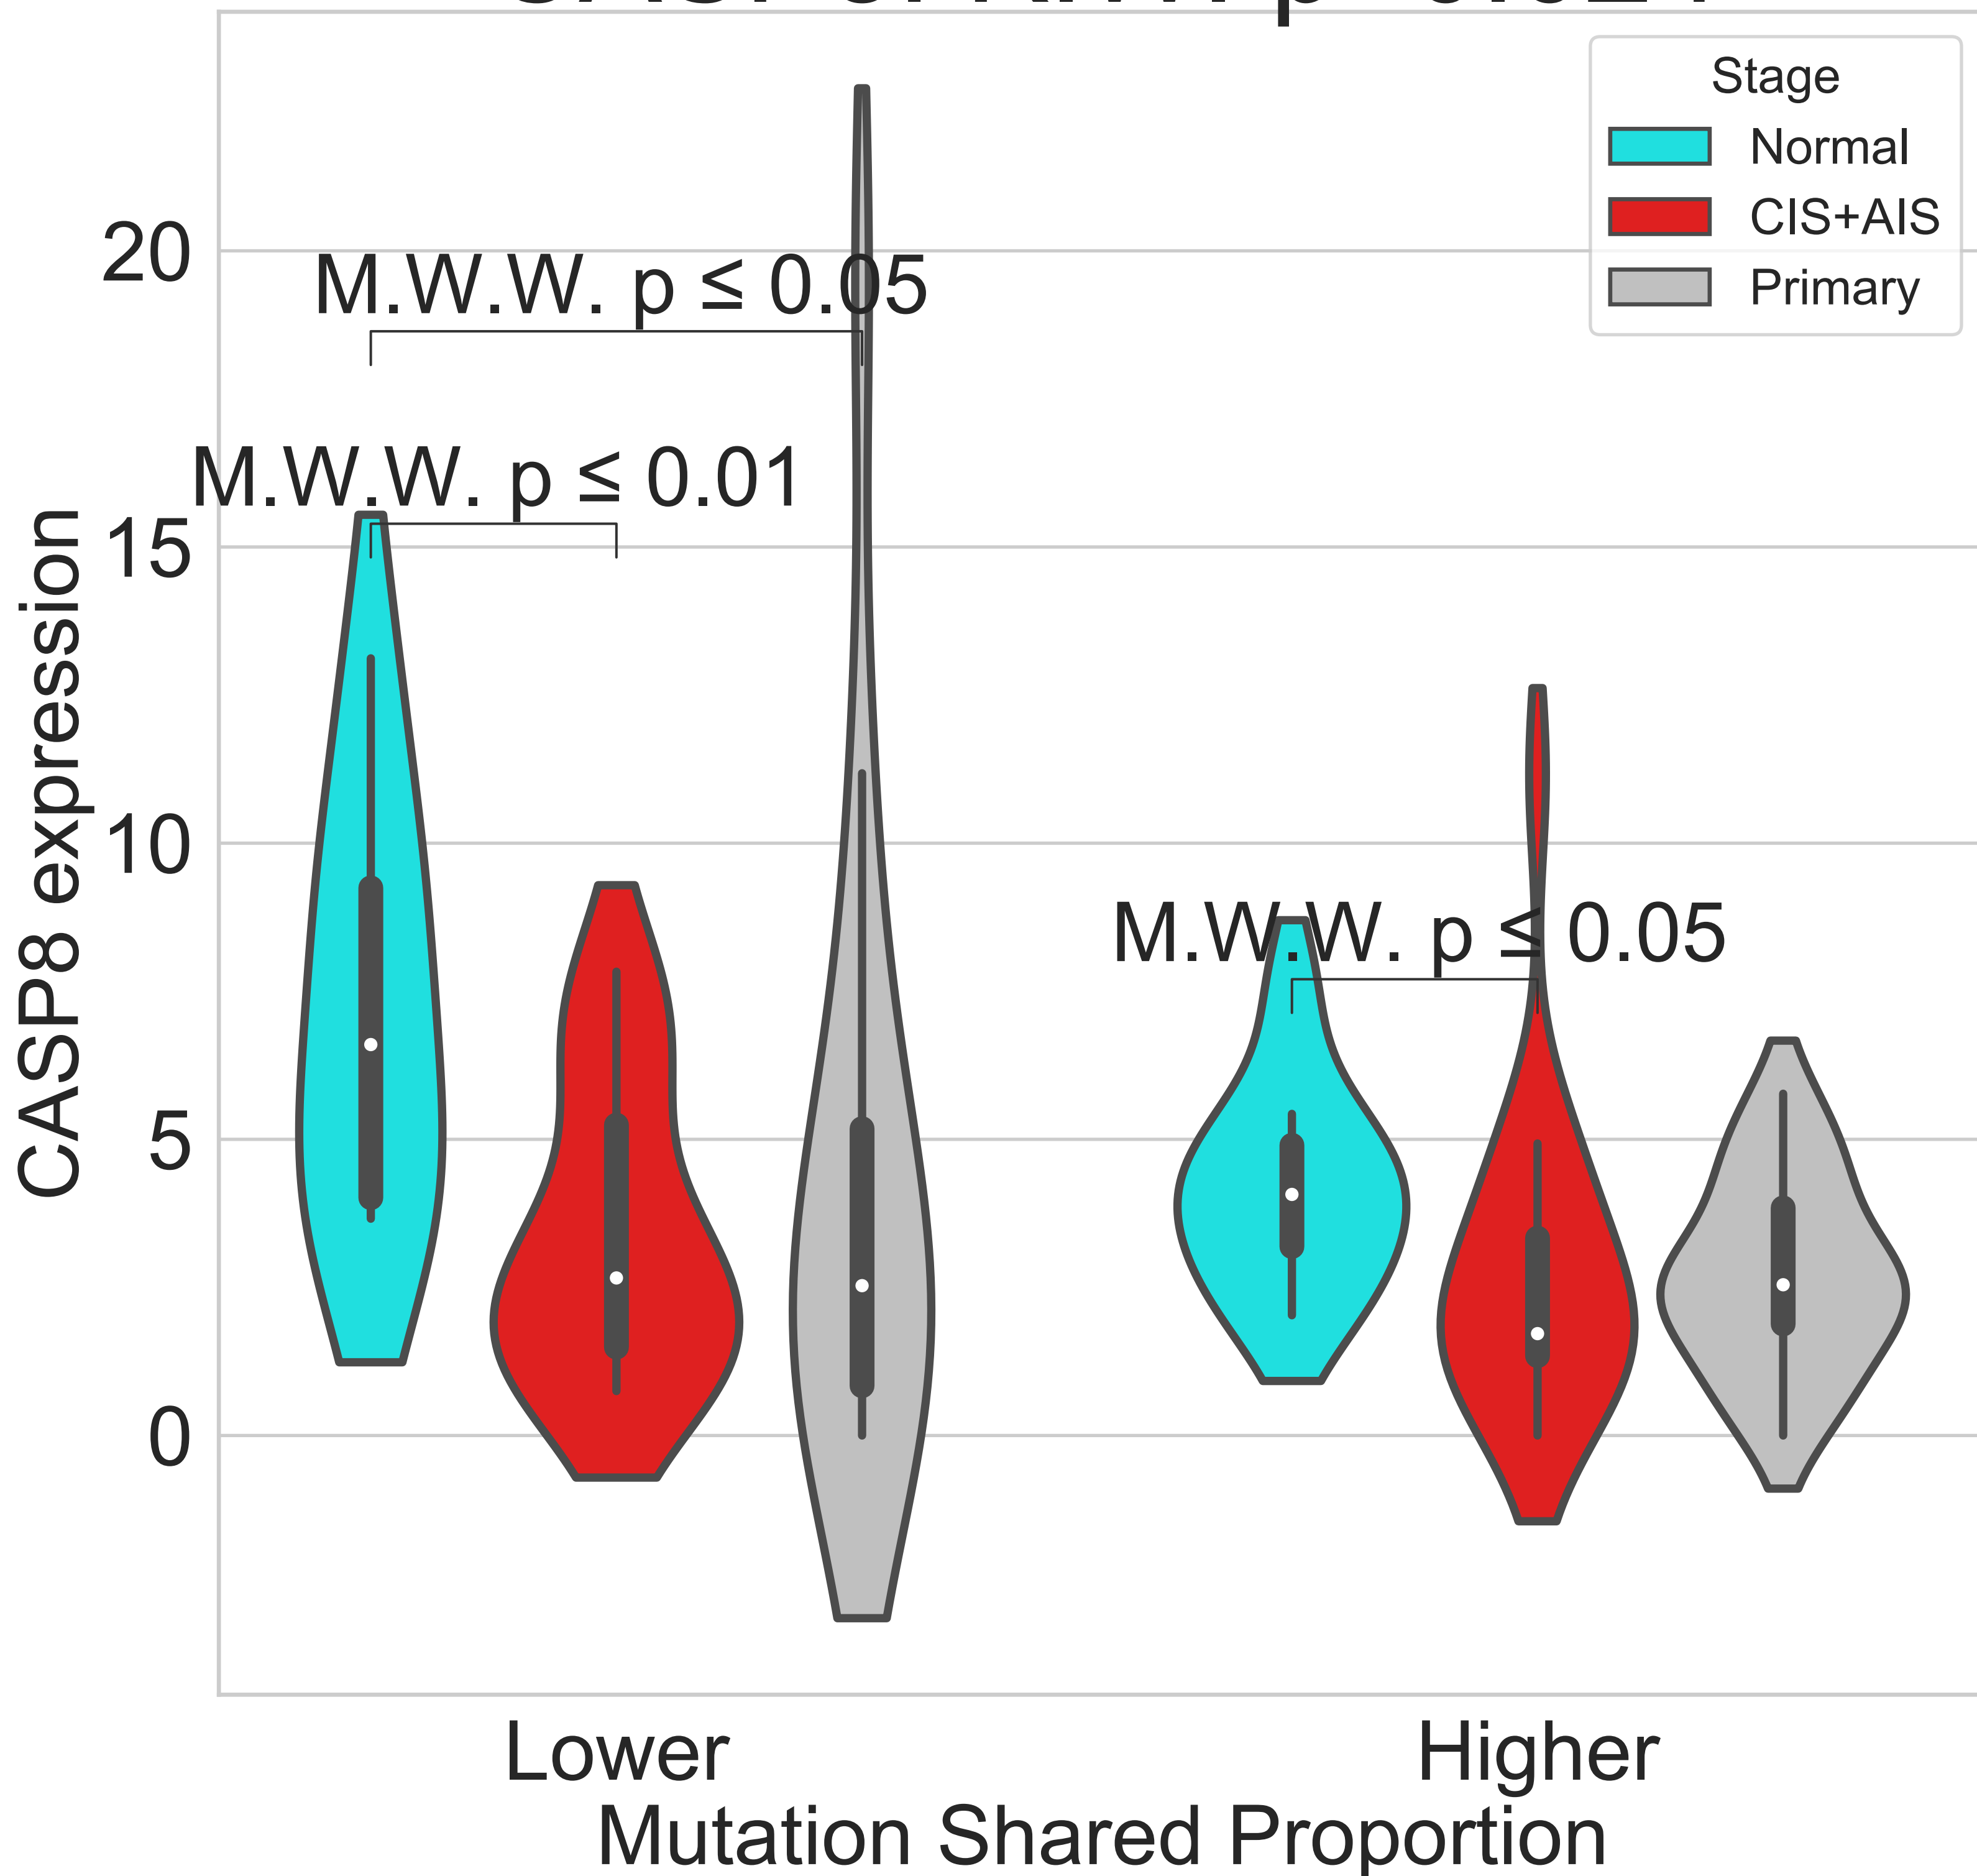 Stage
Normal
CIS+AIS
Primary
20
M.W.W. p ≤ 0.05
M.W.W. p ≤ 0.01
15
10
M.W.W. p ≤ 0.05
5
0
CASP8 expression
Lower
Higher
Mutation Shared Proportion